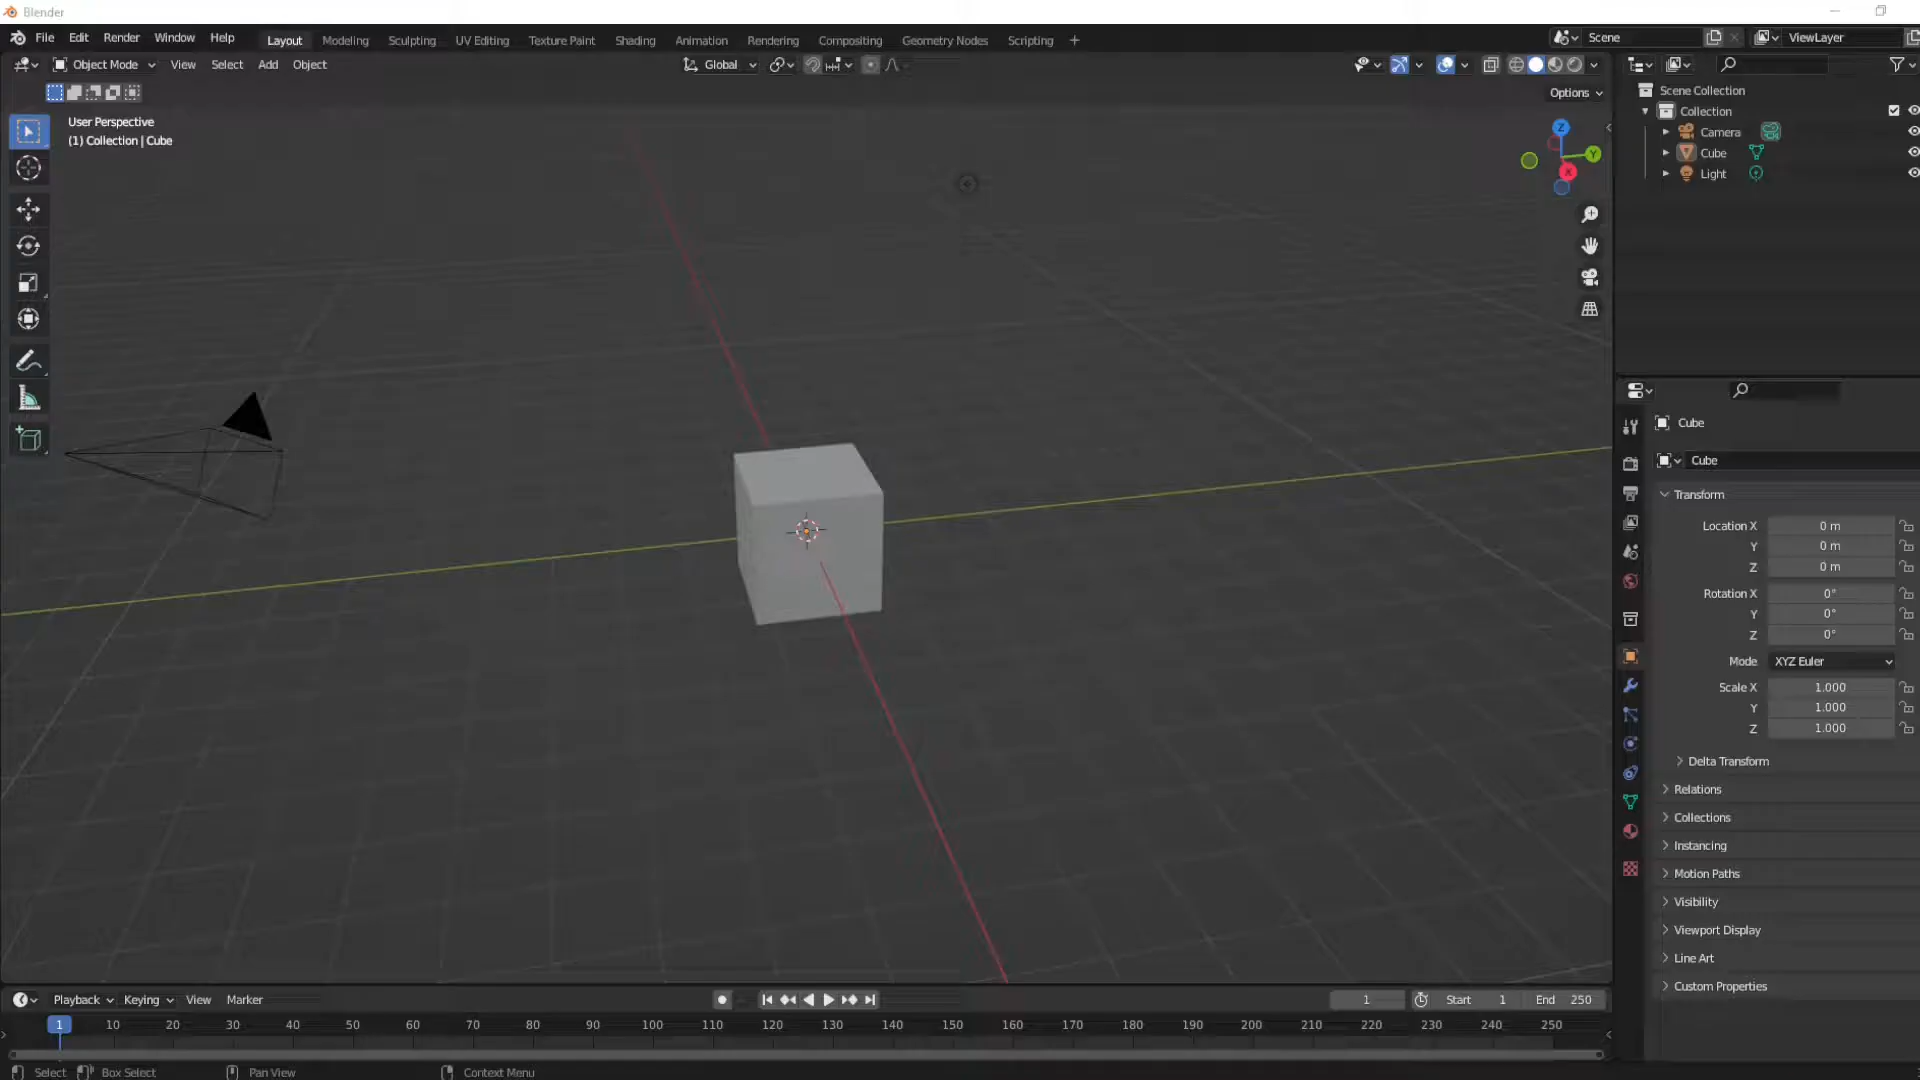 Blender
File Edit Render Window Help Layout Modeling Sculpting UV Editing Texture Paint Shading Animation Rendering Compositing Geometry Nodes Scripting + Scene ViewLayer
Object Mode View Select Add Object Global
Options
User Perspective
(1) Collection | Cube
Z
Y
X
Scene Collection
Collection
Camera
Cube
Light
Cube
Cube
Transform
Location X 0 m
Y 0 m
Z 0 m
Rotation X 0°
Y 0°
Z 0°
Mode XYZ Euler
Scale X 1.000
Y 1.000
Z 1.000
Delta Transform
Relations
Collections
Instancing
Motion Paths
Visibility
Viewport Display
Line Art
Custom Properties
Playback Keying View Marker 1 Start 1 End 250
1 10 20 30 40 50 60 70 80 90 100 110 120 130 140 150 160 170 180 190 200 210 220 230 240 250
Select Box Select Pan View Context Menu